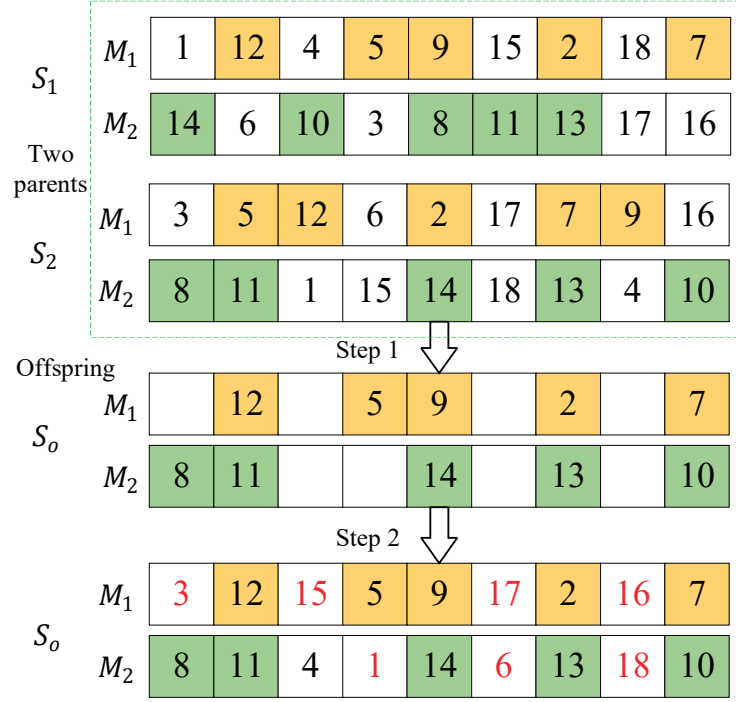 M₁ 1 12 4 5 9 15 2 18 7
S₁
M₂ 14 6 10 3 8 11 13 17 16
Two
parents
M₁ 3 5 12 6 2 17 7 9 16
S₂
M₂ 8 11 1 15 14 18 13 4 10
Step 1
Offspring
M₁ 12 5 9 2 7
Sₒ
M₂ 8 11 14 13 10
Step 2
M₁ 3 12 15 5 9 17 2 16 7
Sₒ
M₂ 8 11 4 1 14 6 13 18 10